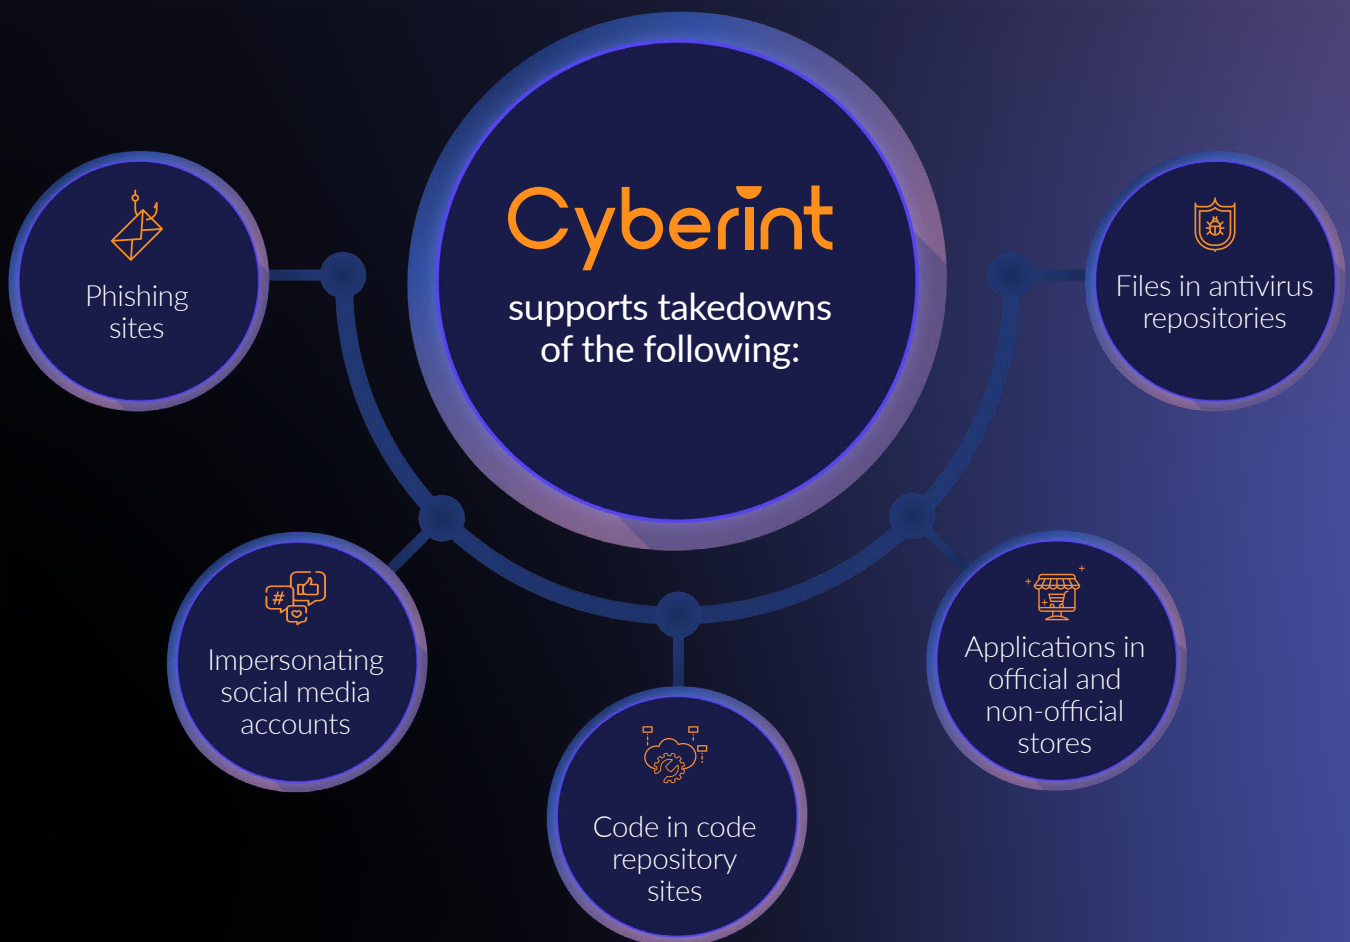 Cyberint
supports takedowns
of the following:
Phishing
sites
Impersonating
social media
accounts
Code in code
repository
sites
Applications in
official and
non-official
stores
Files in antivirus
repositories